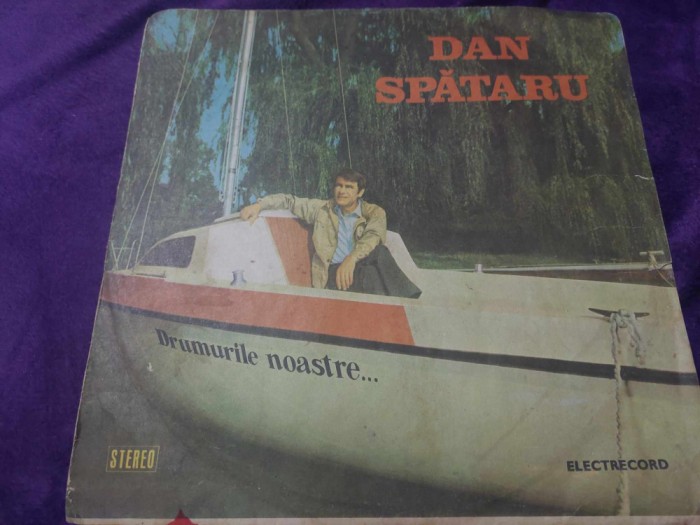 DAN
SPĂTARU
Drumurile noastre...
STEREO
ELECTRECORD